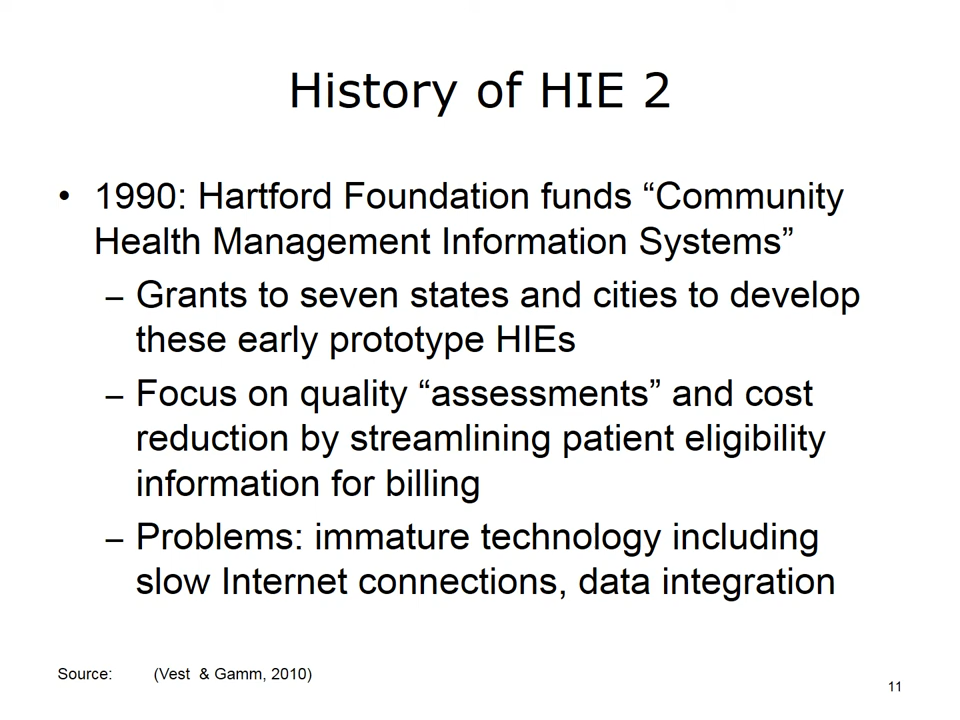 History of HIE 2
• 1990: Hartford Foundation funds “Community
Health Management Information Systems”
– Grants to seven states and cities to develop
these early prototype HIEs
– Focus on quality “assessments” and cost
reduction by streamlining patient eligibility
information for billing
– Problems: immature technology including
slow Internet connections, data integration
Source: (Vest & Gamm, 2010)
11